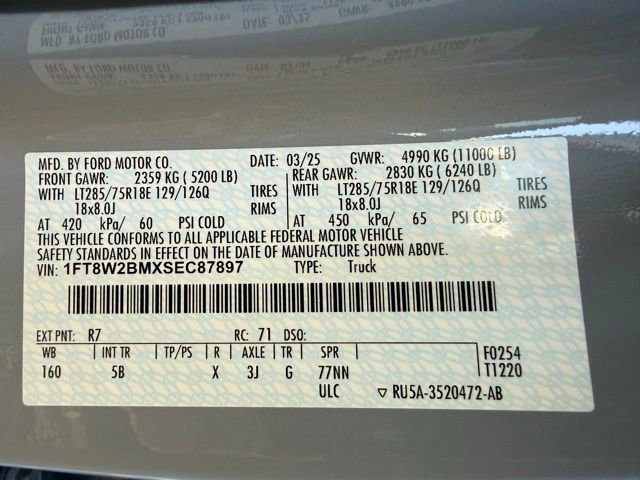 MFD. BY FORD MOTOR CO. DATE: 03/25 GVWR: 4990 KG (11000 LB)
FRONT GAWR: 2359 KG ( 5200 LB) REAR GAWR: 2830 KG ( 6240 LB)
WITH LT285/75R18E 129/126Q TIRES WITH LT285/75R18E 129/126Q TIRES
18x8.0J RIMS 18x8.0J RIMS
AT 420 kPa/ 60 PSI COLD AT 450 kPa/ 65 PSI COLD
THIS VEHICLE CONFORMS TO ALL APPLICABLE FEDERAL MOTOR VEHICLE
SAFETY STANDARDS IN EFFECT ON THE DATE OF MANUFACTURE SHOWN ABOVE.
VIN: 1FT8W2BMXSEC87897 TYPE: Truck
EXT PNT: R7 RC: 71 DSO:
WB INT TR TP/PS R AXLE TR SPR F0254
160 5B X 3J G 77NN T1220
ULC ▽ RU5A-3520472-AB